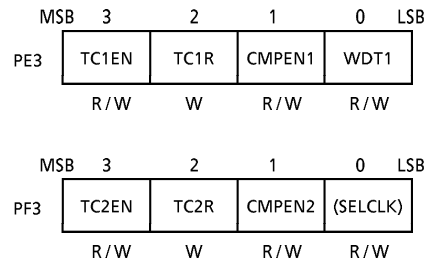 MSB 3 2 1 0 LSB
PE3 TC1EN TC1R CMPEN1 WDT1
R/W W R/W R/W
MSB 3 2 1 0 LSB
PF3 TC2EN TC2R CMPEN2 (SELCLK)
R/W W R/W R/W